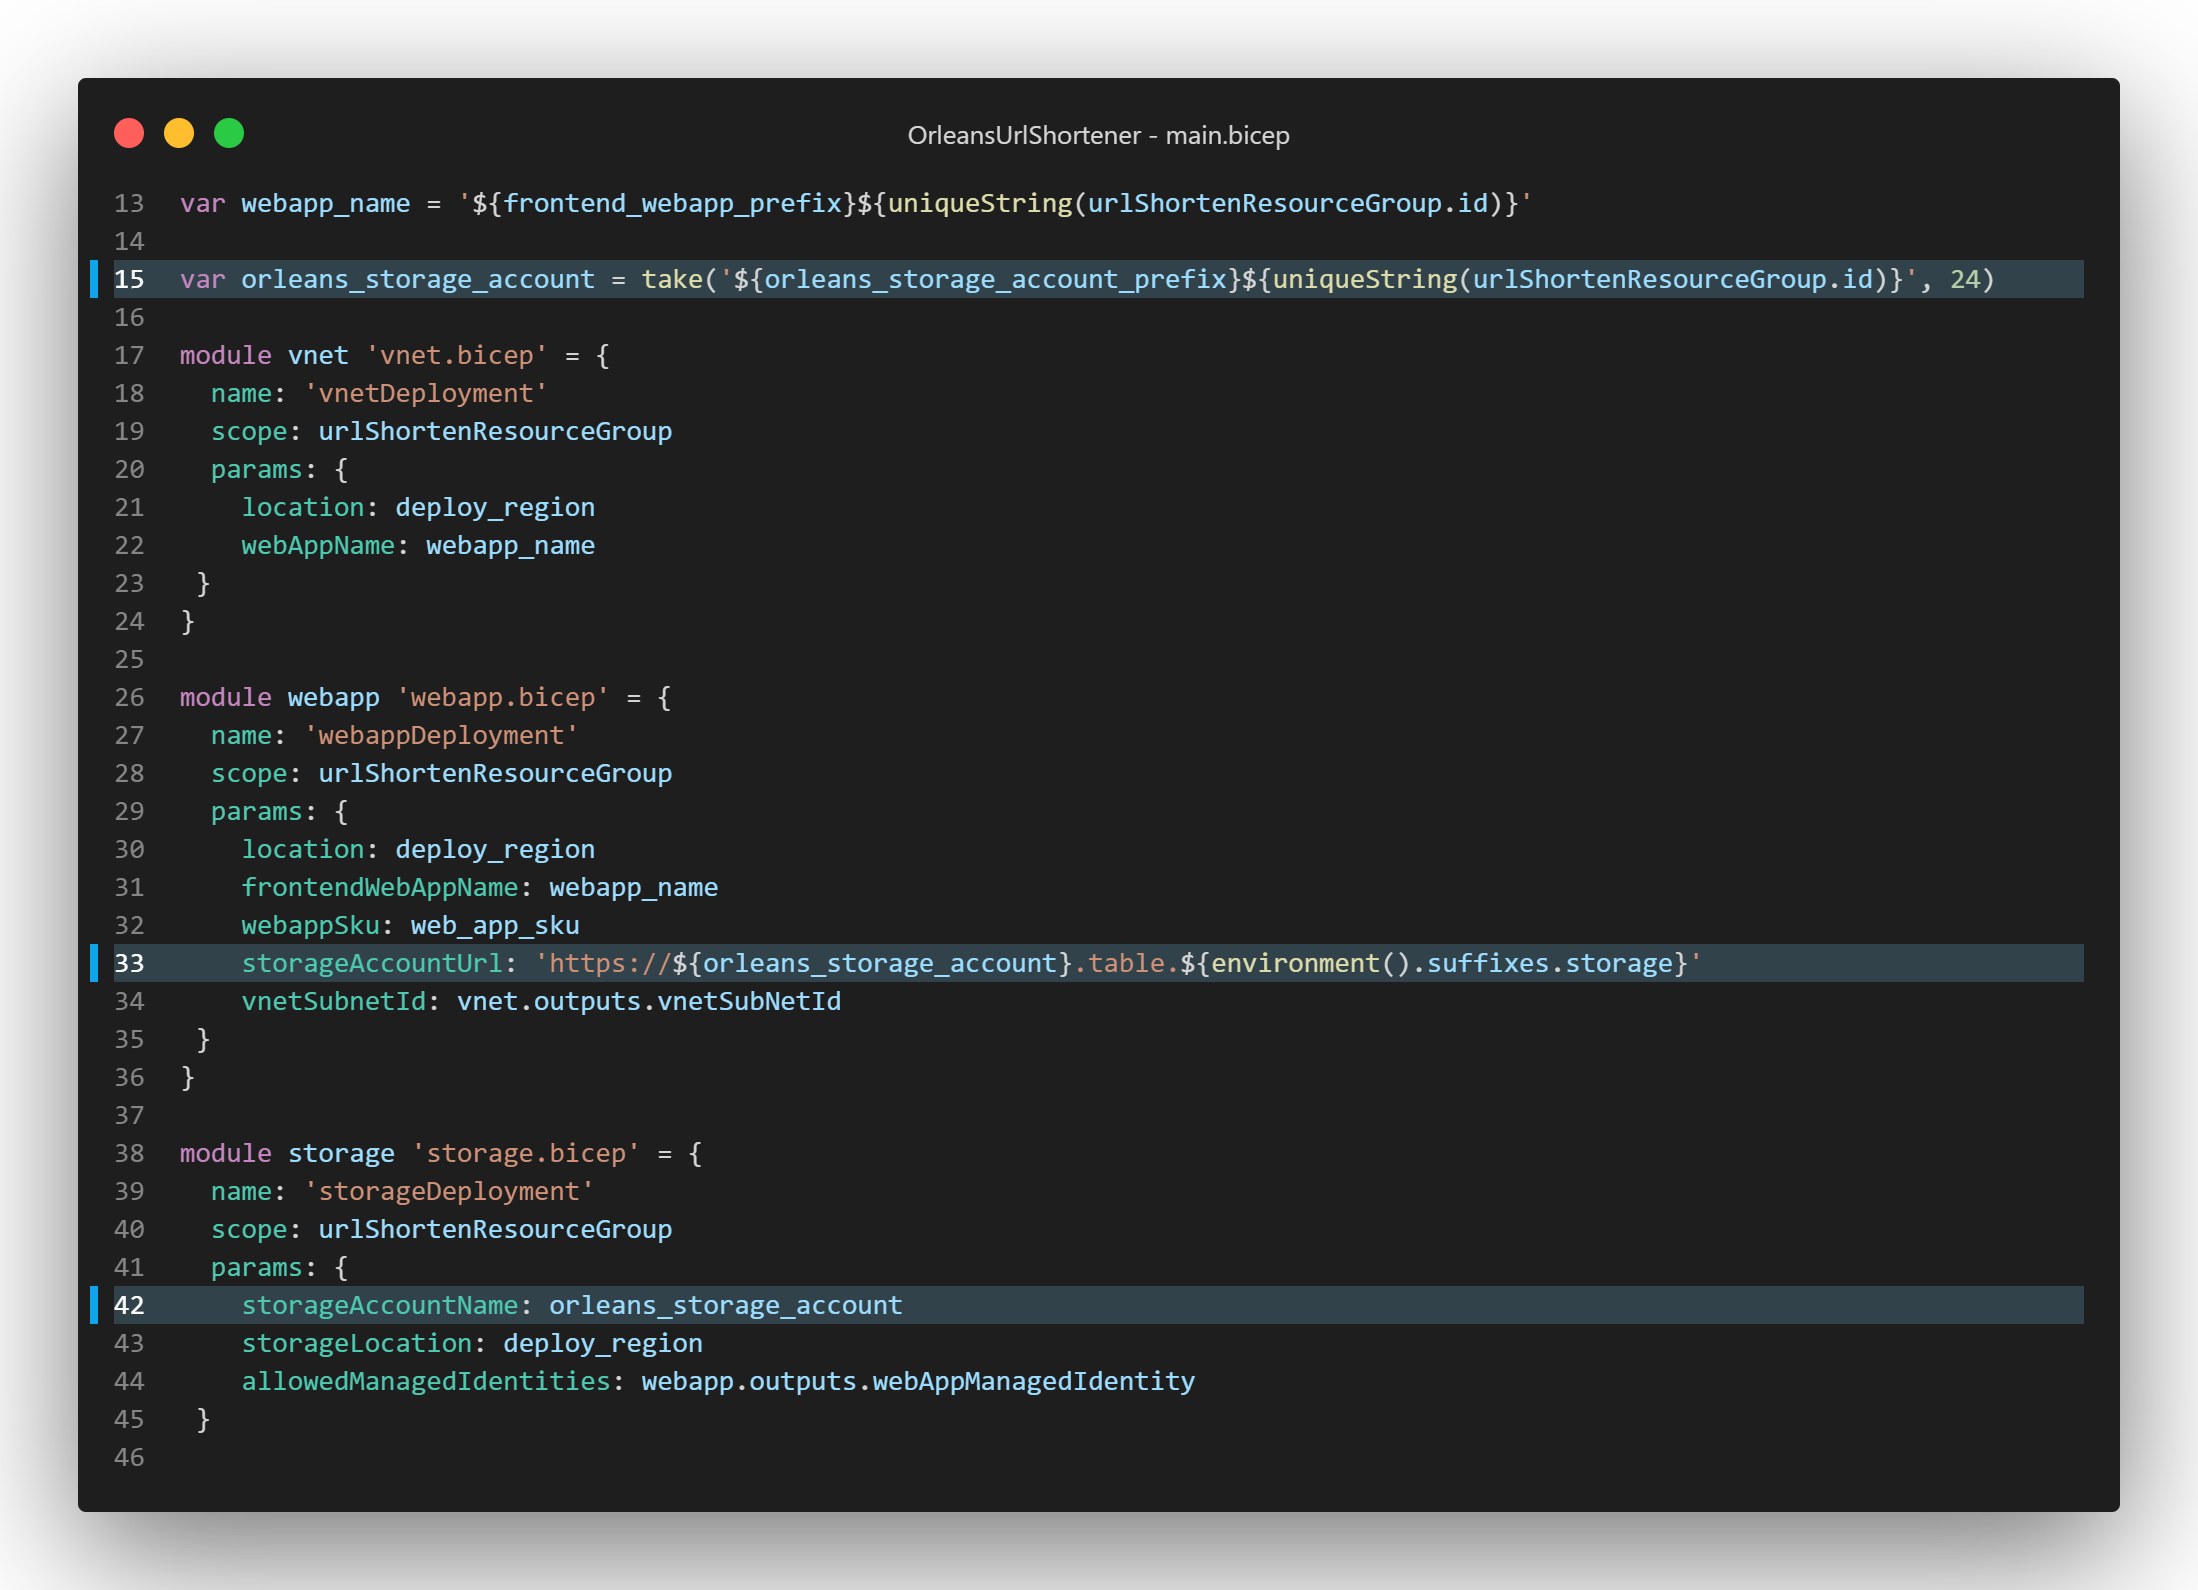 OrleansUrlShortener - main.bicep
13 var webapp_name = '${frontend_webapp_prefix}${uniqueString(urlShortenResourceGroup.id)}'
14
15 var orleans_storage_account = take('${orleans_storage_account_prefix}${uniqueString(urlShortenResourceGroup.id)}', 24)
16
17 module vnet 'vnet.bicep' = {
18   name: 'vnetDeployment'
19   scope: urlShortenResourceGroup
20   params: {
21     location: deploy_region
22     webAppName: webapp_name
23  }
24 }
25
26 module webapp 'webapp.bicep' = {
27   name: 'webappDeployment'
28   scope: urlShortenResourceGroup
29   params: {
30     location: deploy_region
31     frontendWebAppName: webapp_name
32     webappSku: web_app_sku
33     storageAccountUrl: 'https://${orleans_storage_account}.table.${environment().suffixes.storage}'
34     vnetSubnetId: vnet.outputs.vnetSubNetId
35  }
36 }
37
38 module storage 'storage.bicep' = {
39   name: 'storageDeployment'
40   scope: urlShortenResourceGroup
41   params: {
42     storageAccountName: orleans_storage_account
43     storageLocation: deploy_region
44     allowedManagedIdentities: webapp.outputs.webAppManagedIdentity
45  }
46